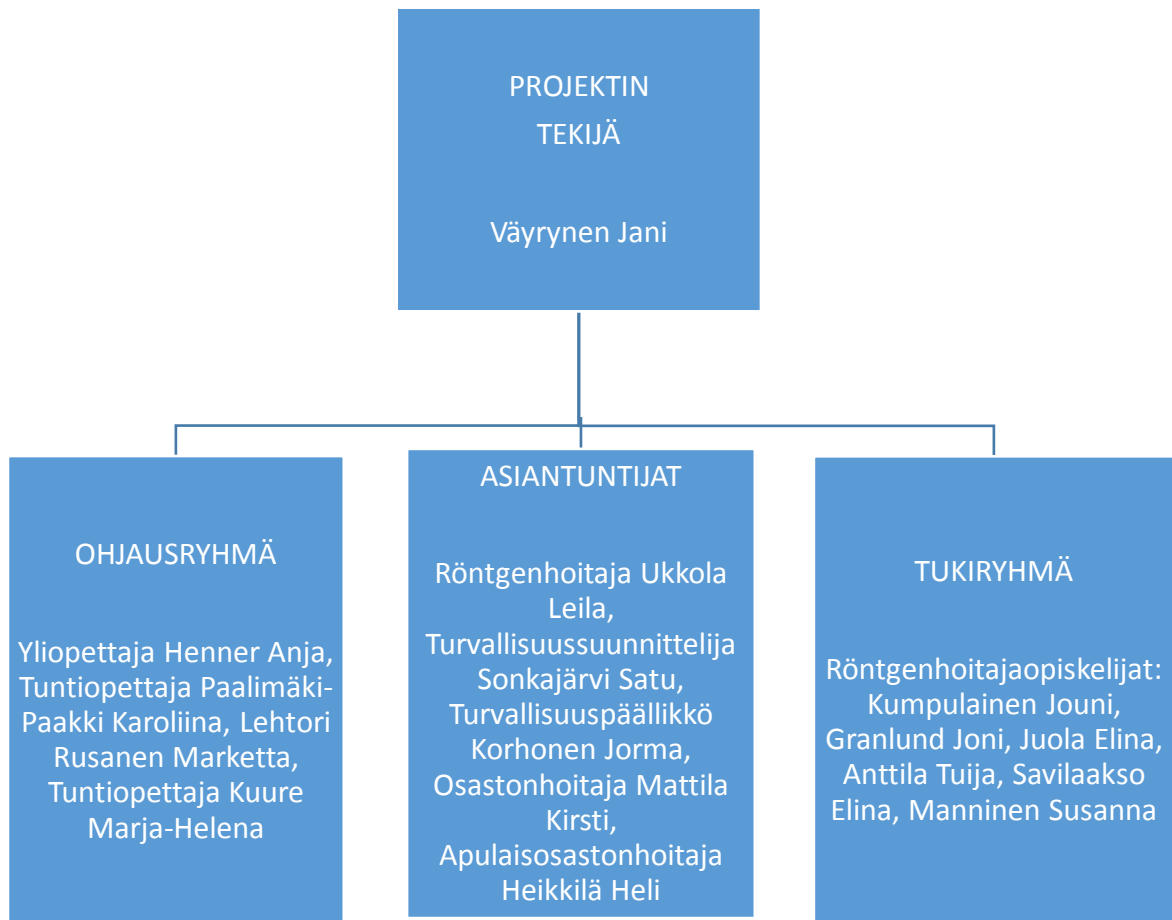 PROJEKTIN
TEKIJÄ
Väyrynen Jani
OHJAUSRYHMÄ
Yliopettaja Henner Anja,
Tuntiopettaja Paalimäki-
Paakki Karoliina, Lehtori
Rusanen Marketta,
Tuntiopettaja Kuure
Marja-Helena
ASIANTUNTIJAT
Röntgenhoitaja Ukkola
Leila,
Turvallisuussuunnittelija
Sonkajärvi Satu,
Turvallisuuspäällikkö
Korhonen Jorma,
Osastonhoitaja Mattila
Kirsti,
Apulaisosastonhoitaja
Heikkilä Heli
TUKIRYHMÄ
Röntgenhoitajaopiskelijat:
Kumpulainen Jouni,
Granlund Joni, Juola Elina,
Anttila Tuija, Savilaakso
Elina, Manninen Susanna